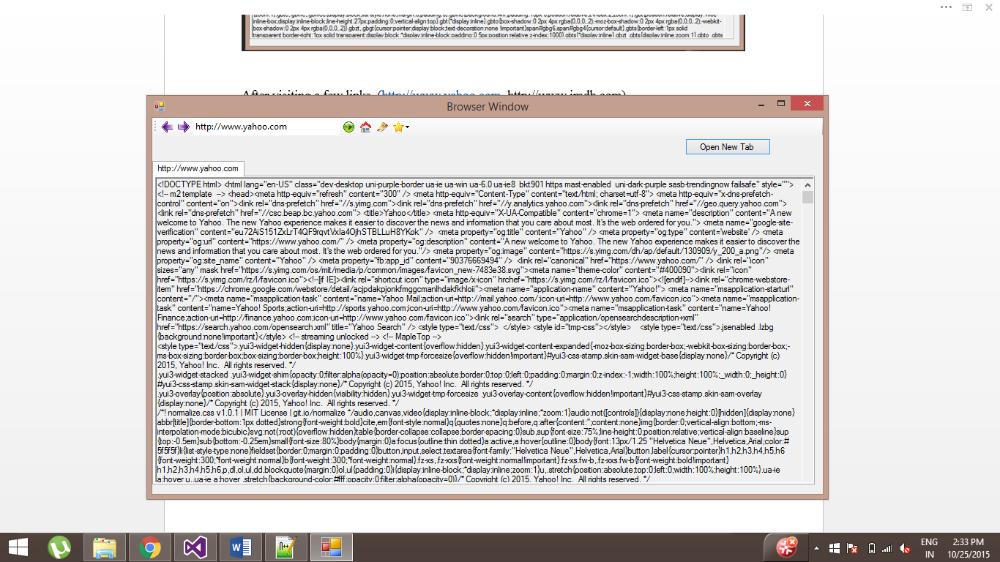 (zoom:1}.gbtc,.gbmc,.gbmcc{display:block;list-style:none;margin:0;padding:0}.gbmc{background:#fff;padding:10px 0;position:relative;z-index:2;zoom:1}.gbt{position:relative;display:-moz-
inline-box;display:inline-block;line-height:27px;padding:0;vertical-align:top}.gbt{*display:inline}.gbto{box-shadow:0 2px 4px rgba(0,0,0,.2);-moz-box-shadow:0 2px 4px rgba(0,0,0,.2);-webkit-
box-shadow:0 2px 4px rgba(0,0,0,.2)}.gbzt,.gbgt{cursor:pointer;display:block;text-decoration:none !important}span#gbg6,span#gbg4{cursor:default}.gbts{border-left:1px solid
transparent;border-right:1px solid transparent;display:block;*display:inline-block;padding:0 5px;position:relative;z-index:1000}.gbts{*display:inline}.gbzt .gbts{display:inline;zoom:1}.gbto .gbts
After visiting a few links (http://www.yahoo.com, http://www.imdb.com)
Browser Window
http://www.yahoo.com
Open New Tab
http://www.yahoo.com
<!DOCTYPE html> <html lang="en-US" class="dev-desktop uni-purple-border ua-ie ua-win ua-6.0 ua-ie8  bkt901 https mast-enabled  uni-dark-purple sasb-trendingnow failsafe" style="">
<!-- m2 template  --> <head><meta http-equiv="refresh" content="300" /> <meta http-equiv="Content-Type" content="text/html; charset=utf-8"> <meta http-equiv="x-dns-prefetch-
control" content="on"><link rel="dns-prefetch" href="//s.yimg.com"><link rel="dns-prefetch" href="//y.analytics.yahoo.com"><link rel="dns-prefetch" href="//geo.query.yahoo.com">
<link rel="dns-prefetch" href="//csc.beap.bc.yahoo.com"> <title>Yahoo</title> <meta http-equiv="X-UA-Compatible" content="chrome=1"> <meta name="description" content="A new
welcome to Yahoo. The new Yahoo experience makes it easier to discover the news and information that you care about most. It's the web ordered for you."> <meta name="google-site-
verification" content="eu72AiS151ZxLrT4QF9rqvtVxIa4OjhSTBLLuH8YKok" />  <meta property="og:title" content="Yahoo" /> <meta property="og:type" content='website' /> <meta
property="og:url" content="https://www.yahoo.com/" /> <meta property="og:description" content="A new welcome to Yahoo. The new Yahoo experience makes it easier to discover the
news and information that you care about most. It's the web ordered for you."/> <meta property="og:image" content="https://s.yimg.com/dh/ap/default/130909/y_200_a.png"/> <meta
property="og:site_name" content="Yahoo" /> <meta property="fb:app_id" content="90376669494" />  <link rel="canonical" href="https://www.yahoo.com/" /> <link rel="icon"
sizes="any" mask href="https://s.yimg.com/os/mit/media/p/common/images/favicon_new-7483e38.svg"><meta name="theme-color" content="#400090"><link rel="icon"
href="https://s.yimg.com/rz/l/favicon.ico"><!--[if IE]><link rel="shortcut icon" type="image/x-icon" hrchef="https://s.yimg.com/rz/l/favicon.ico"><![endif]--><link rel="chrome-webstore-
item" href="https://chrome.google.com/webstore/detail/acjpdakpjonkfmggcmanlhdakfkhloii"><meta name="application-name" content="Yahoo!"> <meta name="msapplication-starturl"
content="/"><meta name="msapplication-task" content="name=Yahoo Mail;action-uri=http://mail.yahoo.com/;icon-uri=http://www.yahoo.com/favicon.ico"><meta name="msapplication-
task" content="name=Yahoo! Sports;action-uri=http://sports.yahoo.com;icon-uri=http://www.yahoo.com/favicon.ico"><meta name="msapplication-task" content="name=Yahoo!
Finance;action-uri=http://finance.yahoo.com;icon-uri=http://www.yahoo.com/favicon.ico"><link rel="search" type="application/opensearchdescription+xml"
href="https://search.yahoo.com/opensearch.xml" title="Yahoo Search" /> <style type="text/css">  </style> <style id="tmp-css"></style>    <style type="text/css">.jsenabled .lzbg
{background:none!important}</style> <!-- streaming unlocked --> <!-- MapleTop -->
<style type="text/css">.yui3-widget-hidden{display:none}.yui3-widget-content{overflow:hidden}.yui3-widget-content-expanded{-moz-box-sizing:border-box;-webkit-box-sizing:border-box;-
ms-box-sizing:border-box;box-sizing:border-box;height:100%}.yui3-widget-tmp-forcesize{overflow:hidden!important}#yui3-css-stamp.skin-sam-widget-base{display:none}/* Copyright (c)
2015, Yahoo! Inc.  All rights reserved. */
.yui3-widget-stacked .yui3-widget-shim{opacity:0;filter:alpha(opacity=0);position:absolute;border:0;top:0;left:0;padding:0;margin:0;z-index:-1;width:100%;height:100%;_width:0;_height:0}
#yui3-css-stamp.skin-sam-widget-stack{display:none}/* Copyright (c) 2015, Yahoo! Inc.  All rights reserved. */
.yui3-overlay{position:absolute}.yui3-overlay-hidden{visibility:hidden}.yui3-widget-tmp-forcesize .yui3-overlay-content{overflow:hidden!important}#yui3-css-stamp.skin-sam-overlay
{display:none}/* Copyright (c) 2015, Yahoo! Inc.  All rights reserved. */
/*! normalize.css v1.0.1 | MIT License | git.io/normalize */audio,canvas,video{display:inline-block;*display:inline;*zoom:1}audio:not([controls]){display:none;height:0}[hidden]{display:none}
abbr[title]{border-bottom:1px dotted}strong{font-weight:bold}cite,em{font-style:normal}q{quotes:none}q:before,q:after{content:'';content:none}img{border:0;vertical-align:bottom;-ms-
interpolation-mode:bicubic}svg:not(:root){overflow:hidden}table{border-collapse:collapse;border-spacing:0}sub,sup{font-size:75%;line-height:0;position:relative;vertical-align:baseline}sup
{top:-0.5em}sub{bottom:-0.25em}small{font-size:80%}body{margin:0}a:focus{outline:thin dotted}a:active,a:hover{outline:0}body{font:13px/1.25 "Helvetica Neue",Helvetica,Arial;color:#
5f5f5f}li{list-style-type:none}fieldset{border:0;margin:0;padding:0}button,input,select,textarea{font-family:"Helvetica Neue",Helvetica,Arial}button,label{cursor:pointer}h1,h2,h3,h4,h5,h6
{font-weight:300;*font-weight:normal}b{font-weight:300;*font-weight:normal}.fz-xs,.fz-xxs{font-weight:normal!important}.fz-xs.fw-b,.fz-xxs.fw-b{font-weight:bold!important}
h1,h2,h3,h4,h5,h6,p,dl,ol,ul,dd,blockquote{margin:0}ol,ul{padding:0}i{display:inline-block;*display:inline;zoom:1}u,.stretch{position:absolute;top:0;left:0;width:100%;height:100%}.ua-ie
a:hover u,.ua-ie a:hover .stretch{background-color:#fff;opacity:0;filter:alpha(opacity=0)}/* Copyright (c) 2015, Yahoo! Inc.  All rights reserved. */
ENG
IN
2:33 PM
10/25/2015